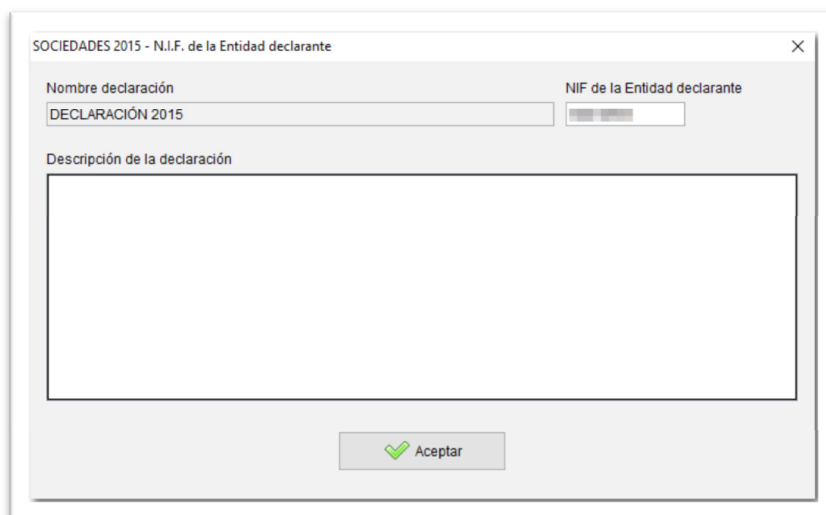 SOCIEDADES 2015 - N.I.F. de la Entidad declarante
Nombre declaración
NIF de la Entidad declarante
DECLARACIÓN 2015
Descripción de la declaración
Aceptar